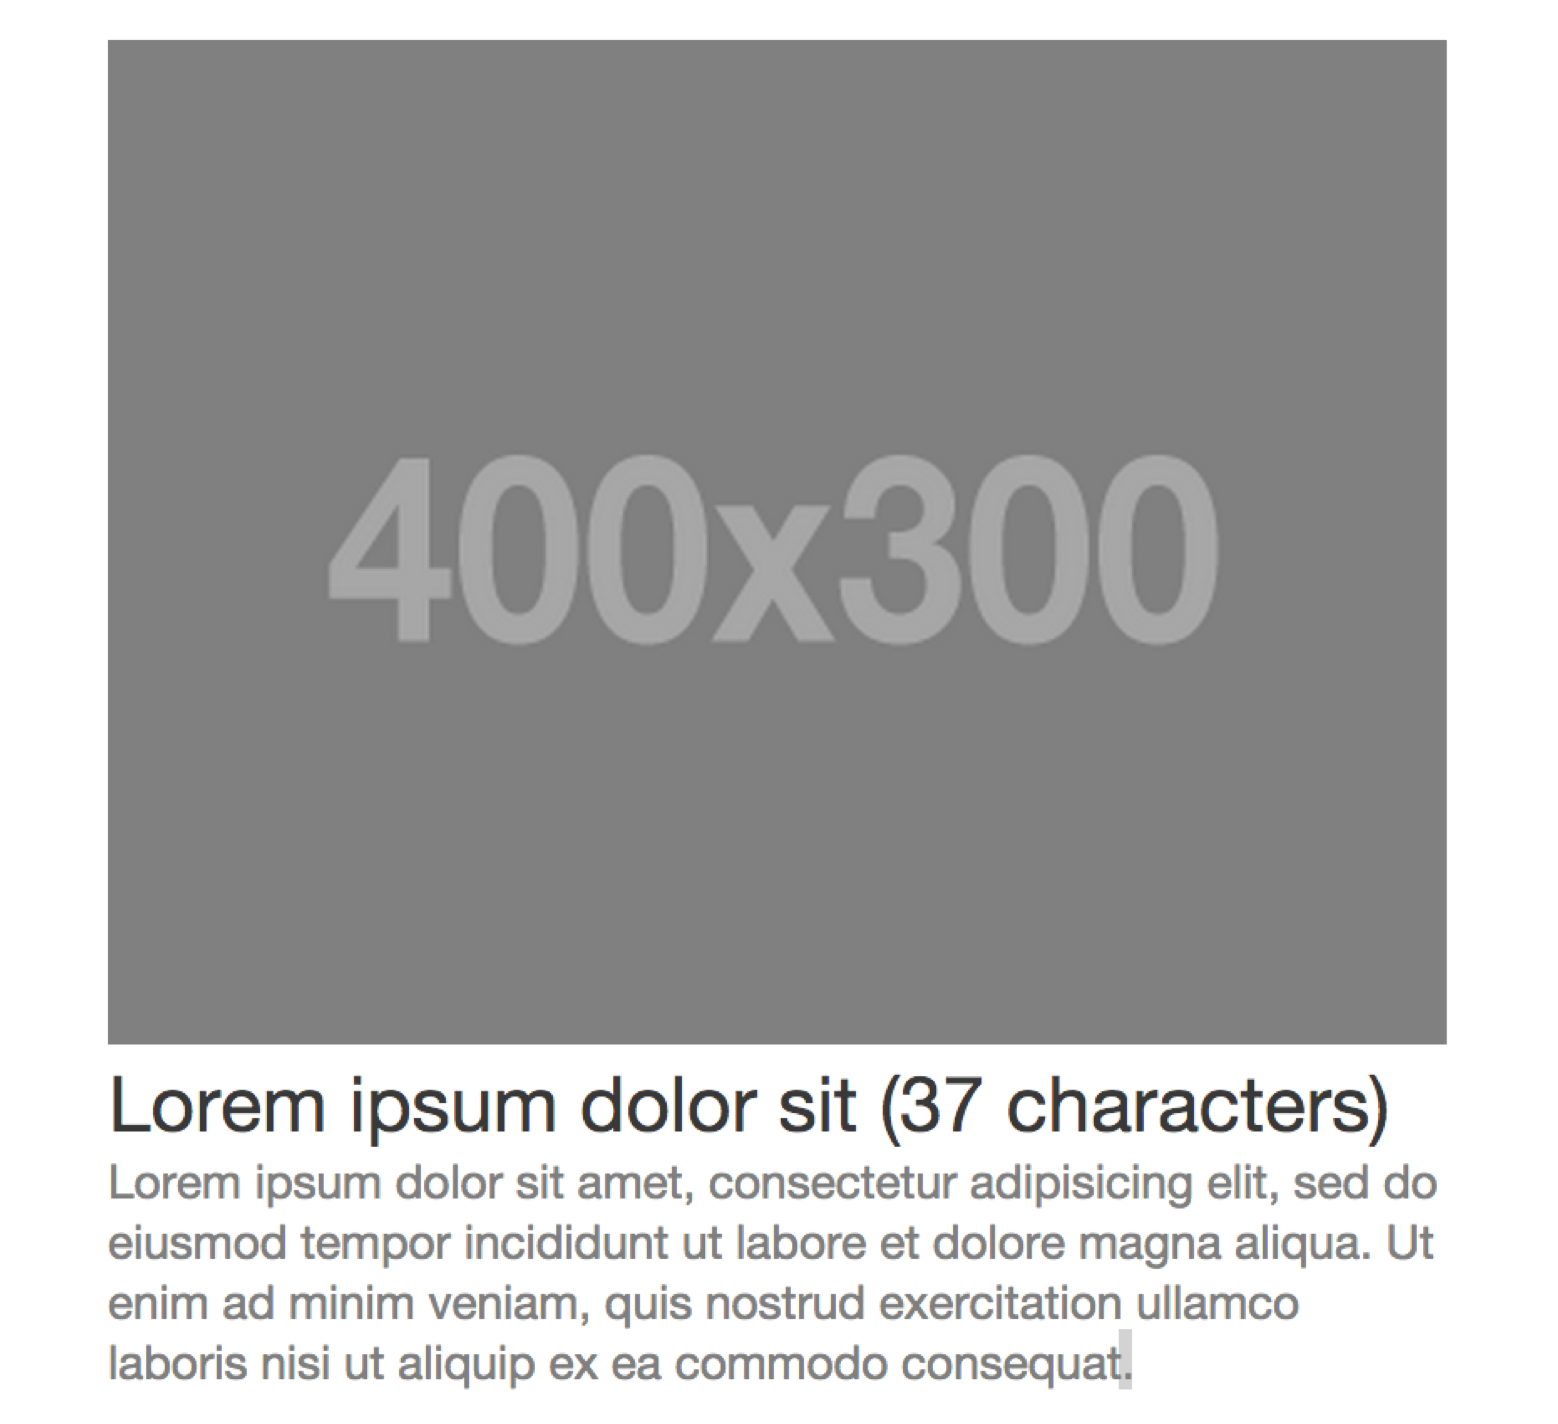 400x300
Lorem ipsum dolor sit (37 characters)
Lorem ipsum dolor sit amet, consectetur adipisicing elit, sed do
eiusmod tempor incididunt ut labore et dolore magna aliqua. Ut
enim ad minim veniam, quis nostrud exercitation ullamco
laboris nisi ut aliquip ex ea commodo consequat.